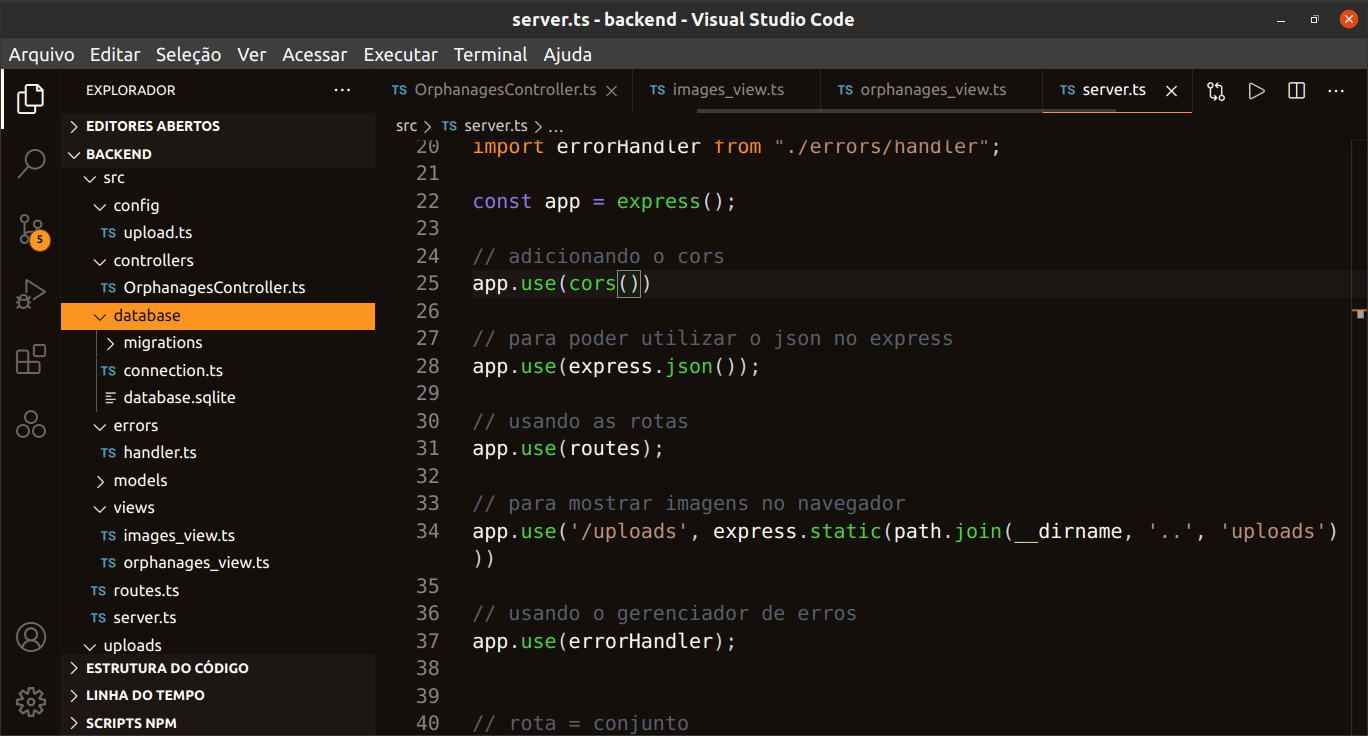 server.ts - backend - Visual Studio Code
Arquivo Editar Seleção Ver Acessar Executar Terminal Ajuda
EXPLORADOR
EDITORES ABERTOS
BACKEND
src
config
TS upload.ts
controllers
TS OrphanagesController.ts
database
migrations
TS connection.ts
database.sqlite
errors
TS handler.ts
models
views
TS images_view.ts
TS orphanages_view.ts
TS routes.ts
TS server.ts
uploads
ESTRUTURA DO CÓDIGO
LINHA DO TEMPO
SCRIPTS NPM
5
TS OrphanagesController.ts TS images_view.ts TS orphanages_view.ts TS server.ts
src > TS server.ts > ...
20 import errorHandler from "./errors/handler";
21
22 const app = express();
23
24 // adicionando o cors
25 app.use(cors())
26
27 // para poder utilizar o json no express
28 app.use(express.json());
29
30 // usando as rotas
31 app.use(routes);
32
33 // para mostrar imagens no navegador
34 app.use('/uploads', express.static(path.join(__dirname, '..', 'uploads')
))
35
36 // usando o gerenciador de erros
37 app.use(errorHandler);
38
39
40 // rota = conjunto